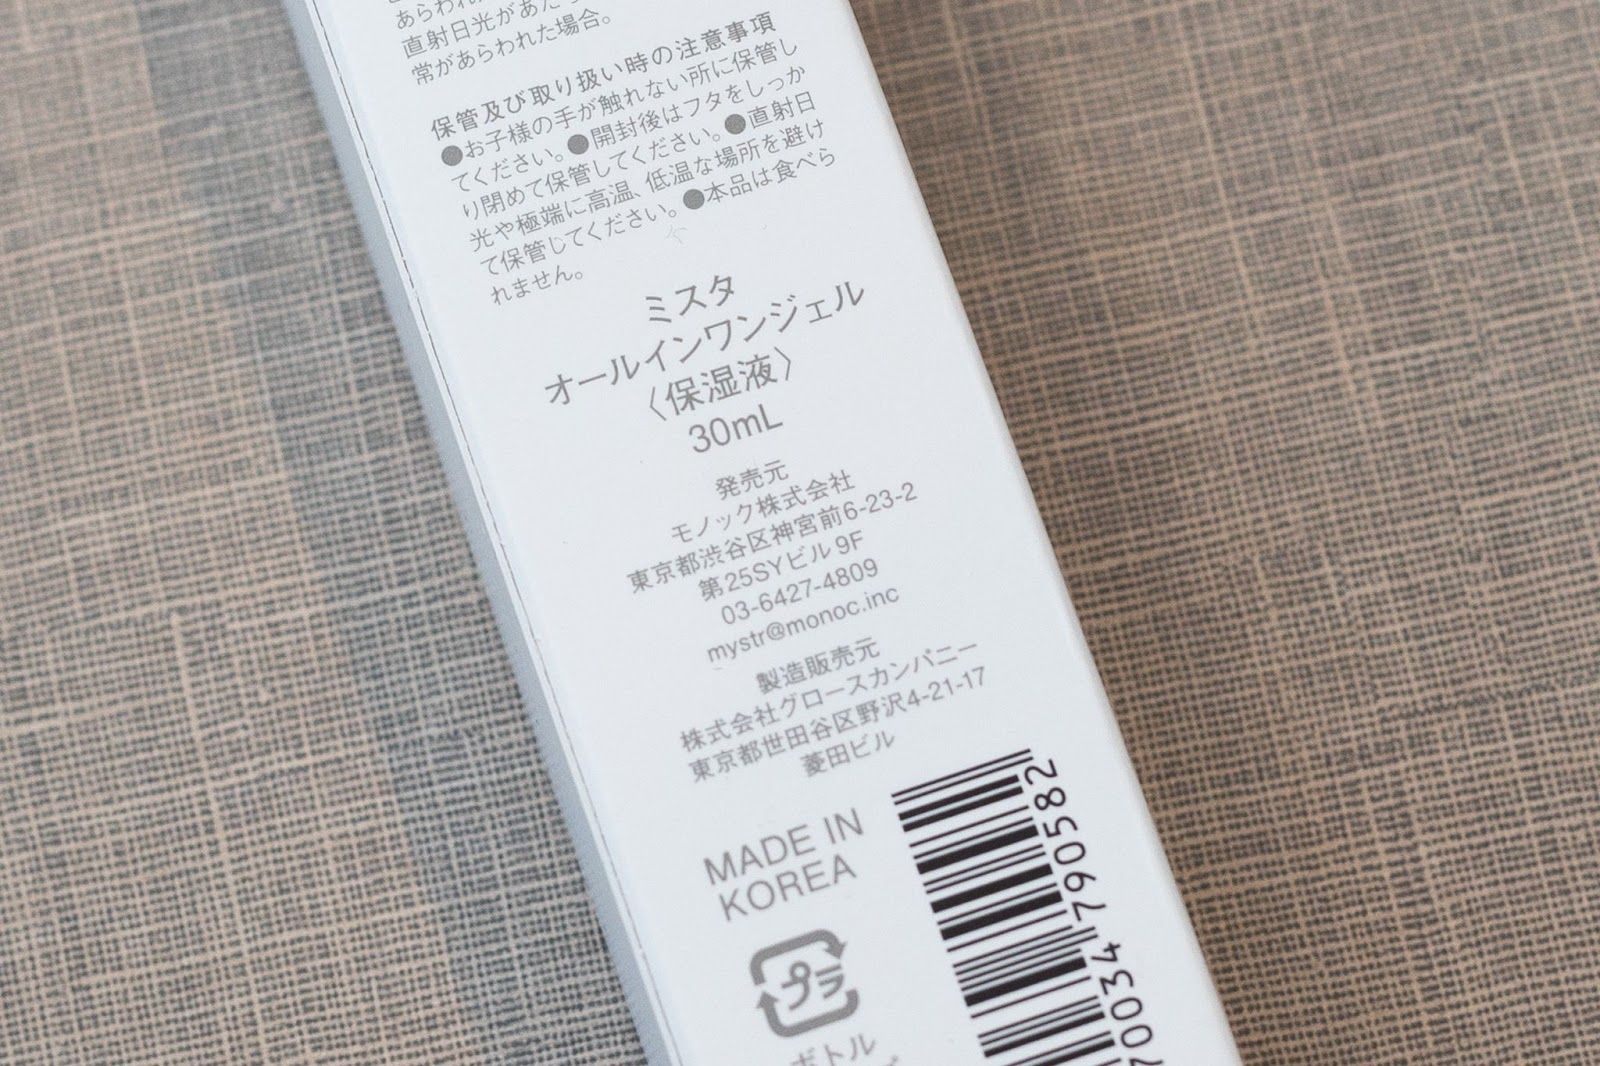 あらわれ
直射日光があた
常があらわれた場合。
保管及び取り扱い時の注意事項
●お子様の手が触れない所に保管し
てください。●開封後はフタをしっか
り閉めて保管してください。●直射日
光や極端に高温、低温な場所を避け
て保管してください。●本品は食べら
れません。
ミスタ
オールインワンジェル
〈保湿液〉
30mL
発売元
モノック株式会社
東京都渋谷区神宮前6-23-2
第25SYビル 9F
03-6427-4809
mystr@monoc.inc
製造販売元
株式会社グロースカンパニー
東京都世田谷区野沢4-21-17
菱田ビル
MADE IN
KOREA
プラ
ボトル
70034 790582